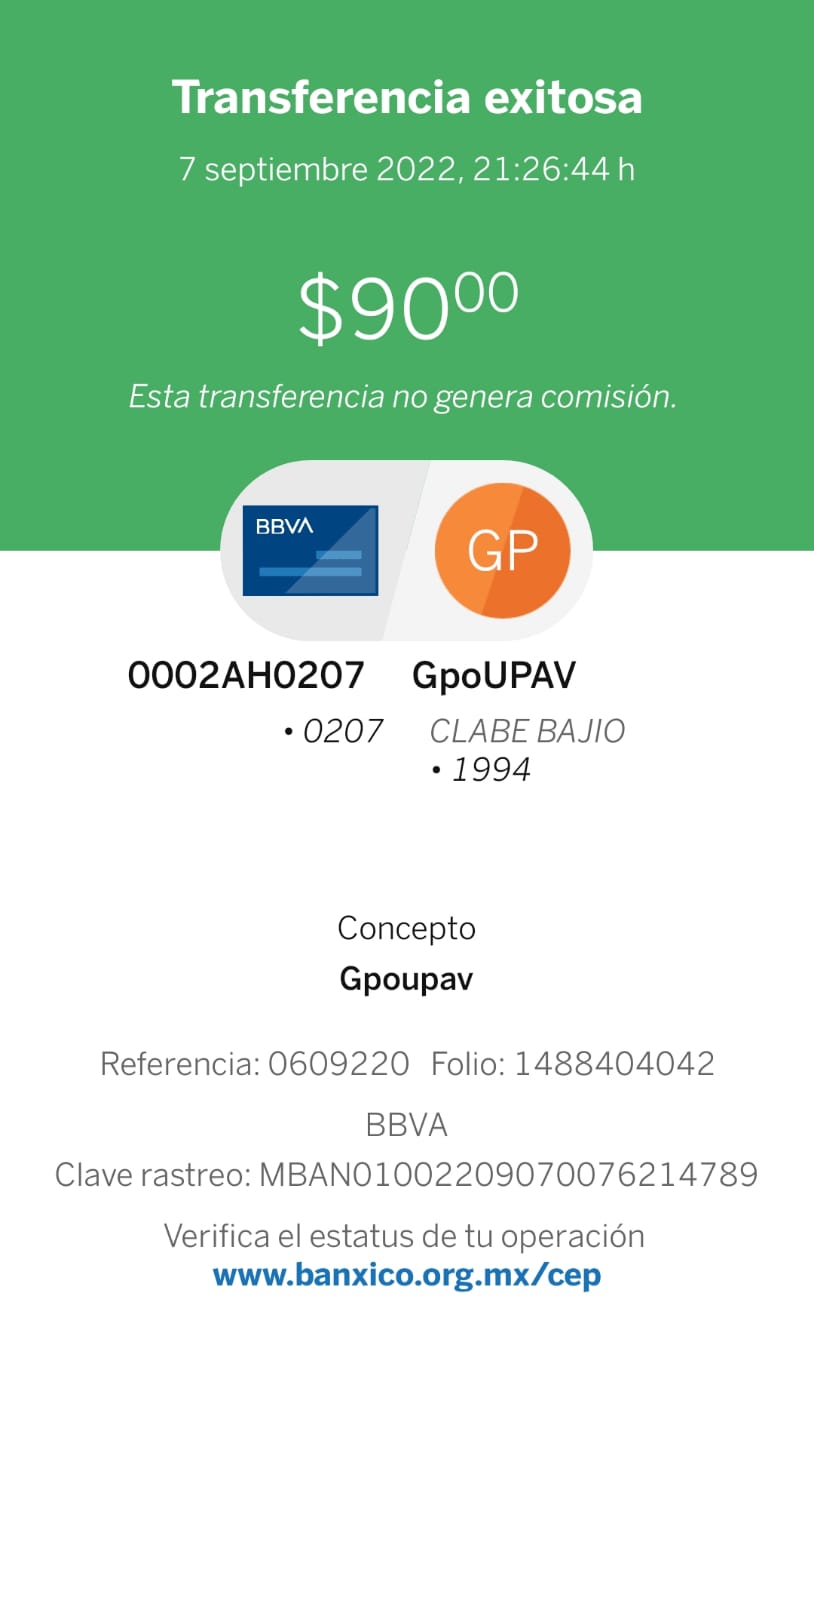 Transferencia exitosa
7 septiembre 2022, 21:26:44 h
$90⁰⁰
Esta transferencia no genera comisión.
BBVA
GP
0002AH0207 GpoUPAV
• 0207 CLABE BAJIO
• 1994
Concepto
Gpoupav
Referencia: 0609220 Folio: 1488404042
BBVA
Clave rastreo: MBAN01002209070076214789
Verifica el estatus de tu operación
www.banxico.org.mx/cep